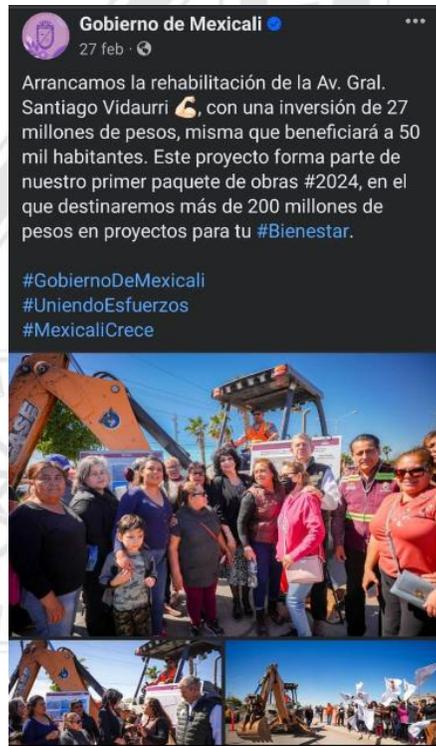 Gobierno de Mexicali
27 feb ·
Arrancamos la rehabilitación de la Av. Gral.
Santiago Vidaurri 💪🏻, con una inversión de 27
millones de pesos, misma que beneficiará a 50
mil habitantes. Este proyecto forma parte de
nuestro primer paquete de obras #2024, en el
que destinaremos más de 200 millones de
pesos en proyectos para tu #Bienestar.
#GobiernoDeMexicali
#UniendoEsfuerzos
#MexicaliCrece
CASE